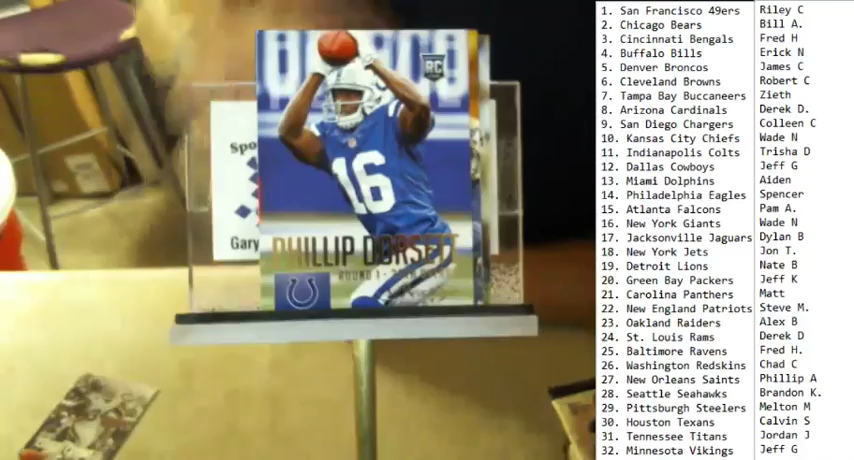 RC
Spo
16
PHILLIP DORSETT
ROUND 1 -
Gary
1. San Francisco 49ers Riley C
2. Chicago Bears Bill A.
3. Cincinnati Bengals Fred H
4. Buffalo Bills Erick N
5. Denver Broncos James C
6. Cleveland Browns Robert C
7. Tampa Bay Buccaneers Zieth
8. Arizona Cardinals Derek D.
9. San Diego Chargers Colleen C
10. Kansas City Chiefs Wade N
11. Indianapolis Colts Trisha D
12. Dallas Cowboys Jeff G
13. Miami Dolphins Aiden
14. Philadelphia Eagles Spencer
15. Atlanta Falcons Pam A.
16. New York Giants Wade N
17. Jacksonville Jaguars Dylan B
18. New York Jets Jon T.
19. Detroit Lions Nate B
20. Green Bay Packers Jeff K
21. Carolina Panthers Matt
22. New England Patriots Steve M.
23. Oakland Raiders Alex B
24. St. Louis Rams Derek D
25. Baltimore Ravens Fred H.
26. Washington Redskins Chad C
27. New Orleans Saints Phillip A
28. Seattle Seahawks Brandon K.
29. Pittsburgh Steelers Melton M
30. Houston Texans Calvin S
31. Tennessee Titans Jordan J
32. Minnesota Vikings Jeff G